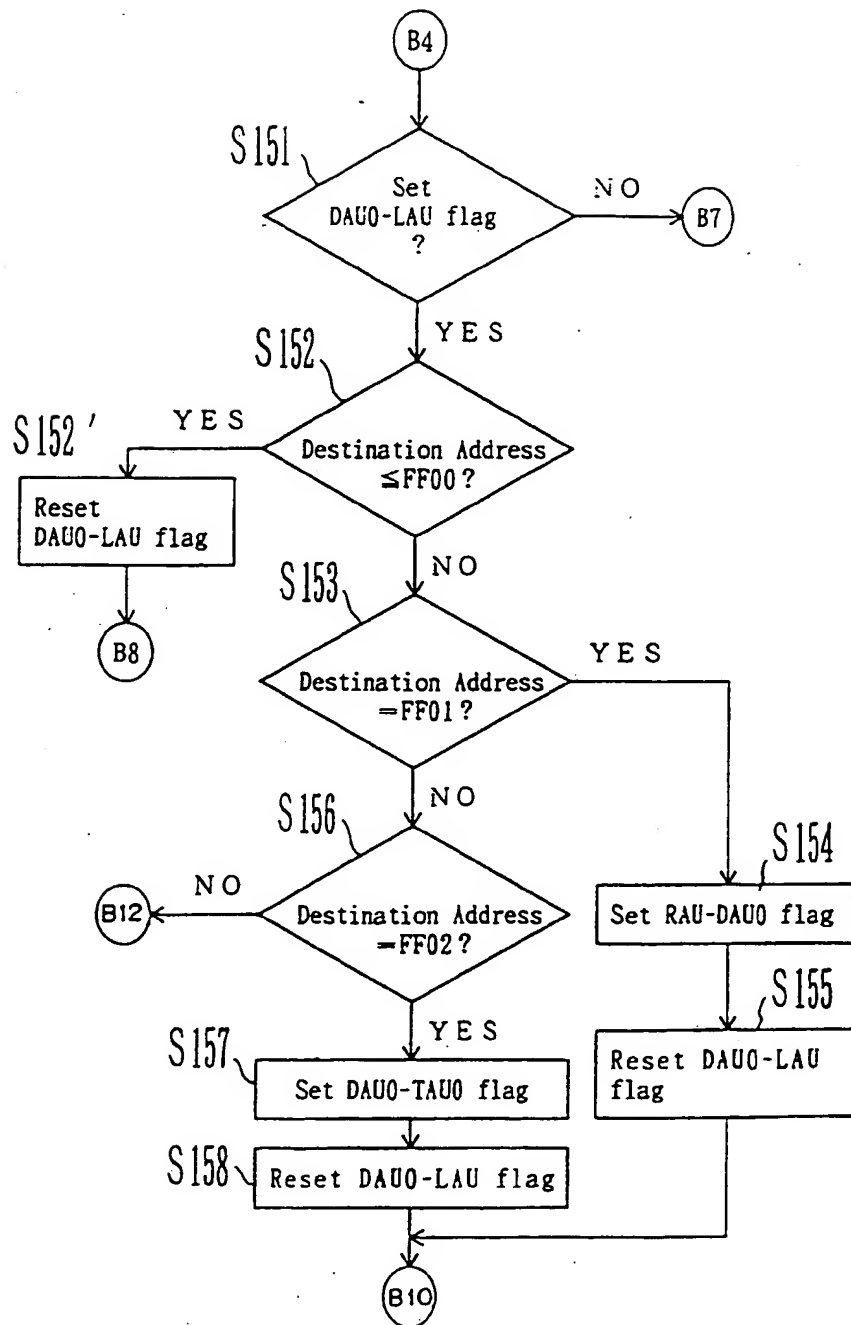 B4
S151
Set
DAU0-LAU flag
?
NO
B7
YES
S152
YES
S152'
Destination Address
≦FF00?
Reset
DAU0-LAU flag
NO
S153
B8
YES
Destination Address
=FF01?
NO
S156
S154
NO
B12
Destination Address
=FF02?
Set RAU-DAU0 flag
YES
S155
S157
Reset DAU0-LAU
flag
Set DAU0-TAU0 flag
S158
Reset DAU0-LAU flag
B10